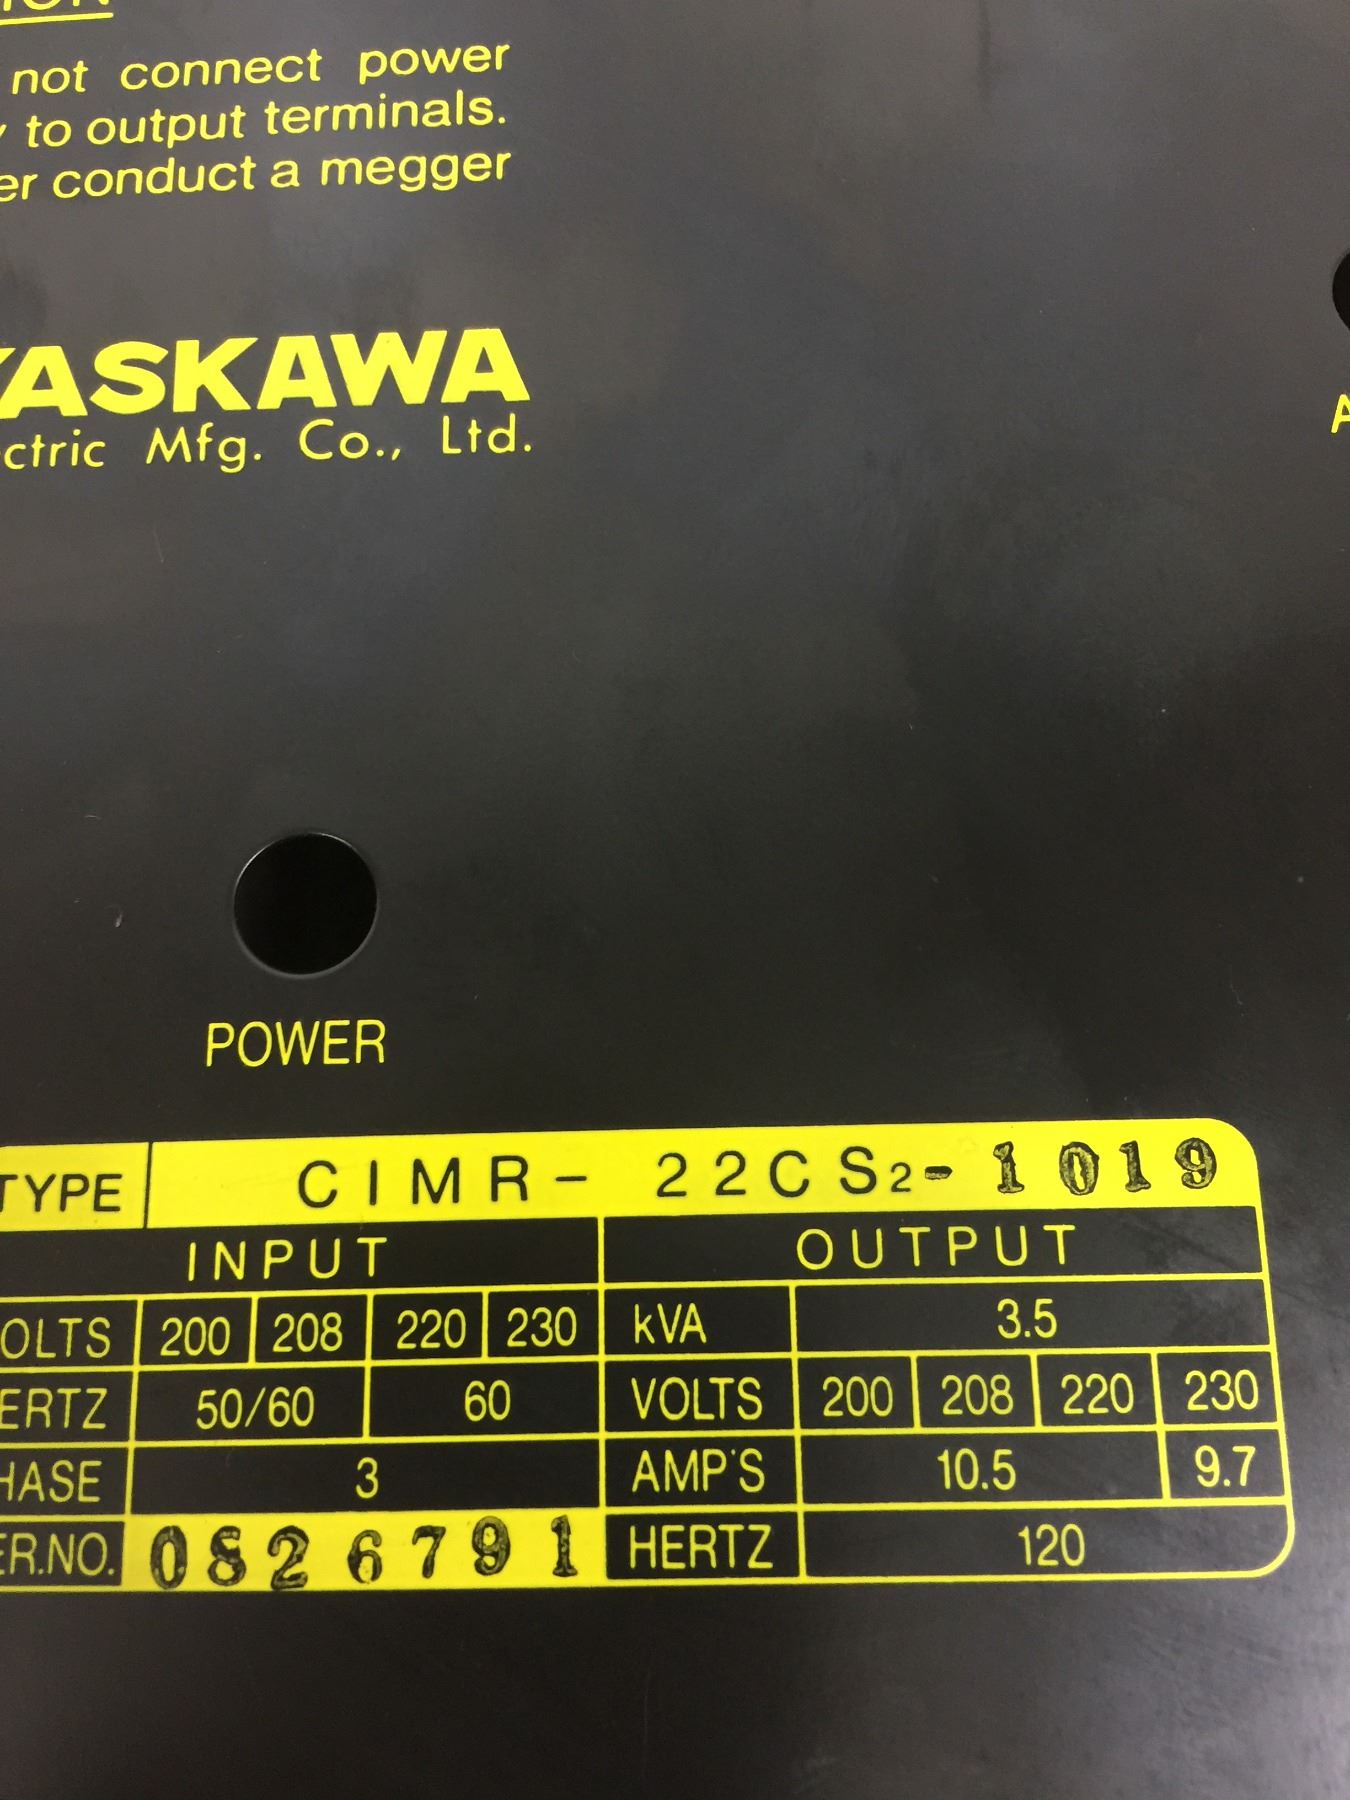 ION
not connect power
y to output terminals.
er conduct a megger
YASKAWA
ctric Mfg. Co., Ltd.
A
POWER
TYPE CIMR- 22CS2-1019
INPUT OUTPUT
OLTS 200 208 220 230 kVA 3.5
ERTZ 50/60 60 VOLTS 200 208 220 230
HASE 3 AMP'S 10.5 9.7
ER.NO. 0826791 HERTZ 120